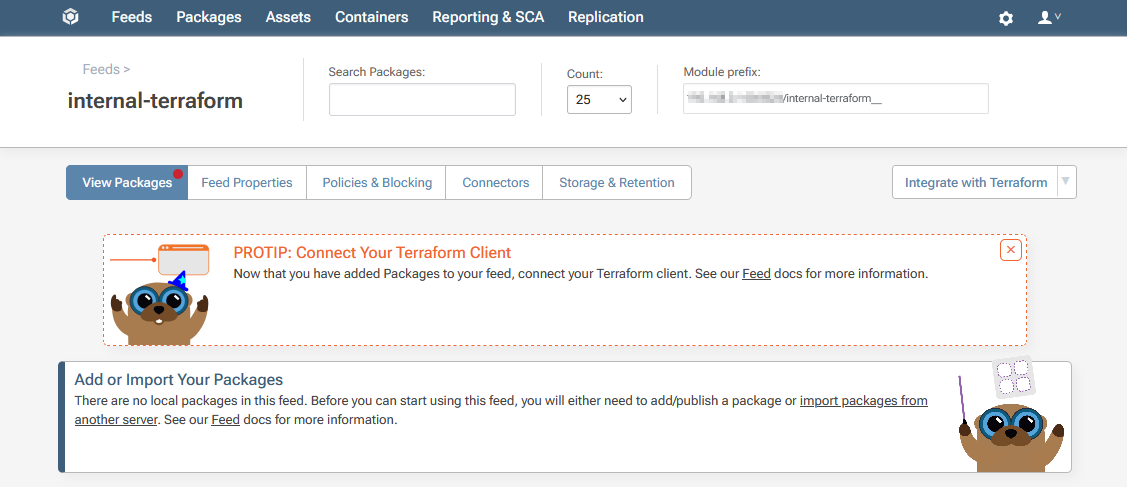 Feeds Packages Assets Containers Reporting & SCA Replication
Feeds >
internal-terraform
Search Packages:
Count:
25
Module prefix:
/internal-terraform__
View Packages Feed Properties Policies & Blocking Connectors Storage & Retention
Integrate with Terraform
PROTIP: Connect Your Terraform Client
Now that you have added Packages to your feed, connect your Terraform client. See our Feed docs for more information.
Add or Import Your Packages
There are no local packages in this feed. Before you can start using this feed, you will either need to add/publish a package or import packages from
another server. See our Feed docs for more information.